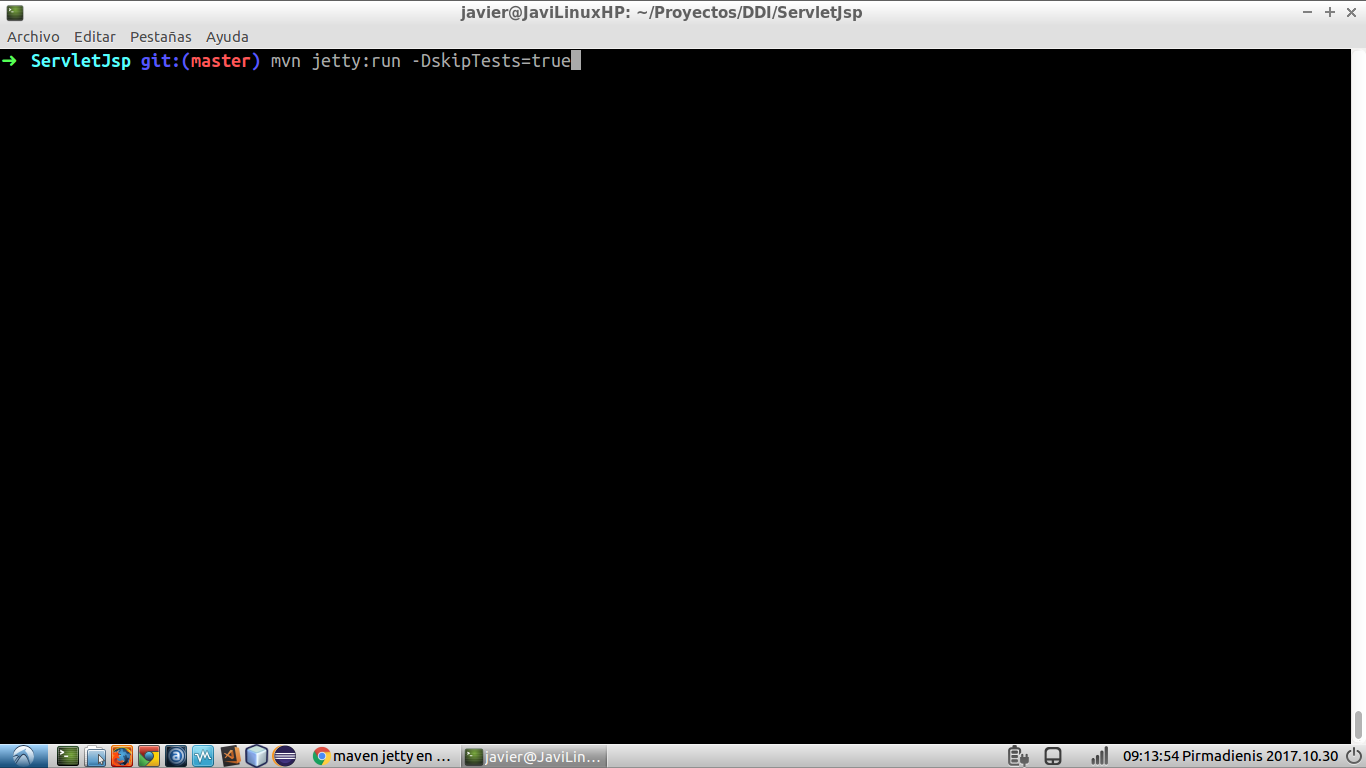 javier@JaviLinuxHP: ~/Proyectos/DDI/ServletJsp
Archivo Editar Pestañas Ayuda
➜ ServletJsp git:(master) mvn jetty:run -DskipTests=true
maven jetty en ... javier@JaviLin... 09:13:54 Pirmadienis 2017.10.30